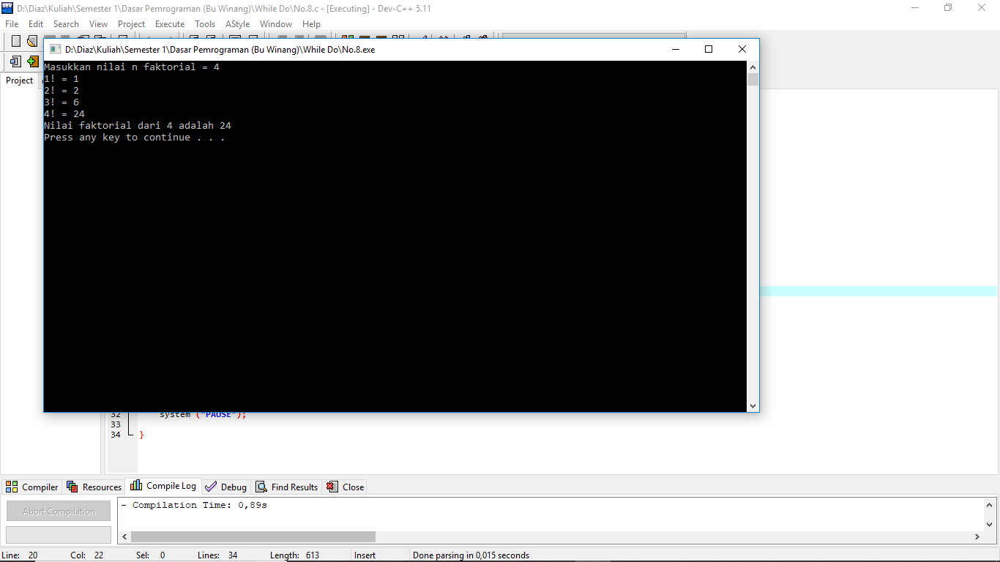 D:\Diaz\Kuliah\Semester 1\Dasar Pemrograman (Bu Winang)\While Do\No.8.c - [Executing] - Dev-C++ 5.11
File Edit Search View Project Execute Tools AStyle Window Help
D:\Diaz\Kuliah\Semester 1\Dasar Pemrograman (Bu Winang)\While Do\No.8.exe
Project
Masukkan nilai n faktorial = 4
1! = 1
2! = 2
3! = 6
4! = 24
Nilai faktorial dari 4 adalah 24
Press any key to continue . . .
32 system ("PAUSE");
33
34 }
Compiler Resources Compile Log Debug Find Results Close
Abort Compilation
- Compilation Time: 0,89s
Line: 20 Col: 22 Sel: 0 Lines: 34 Length: 613 Insert Done parsing in 0,015 seconds